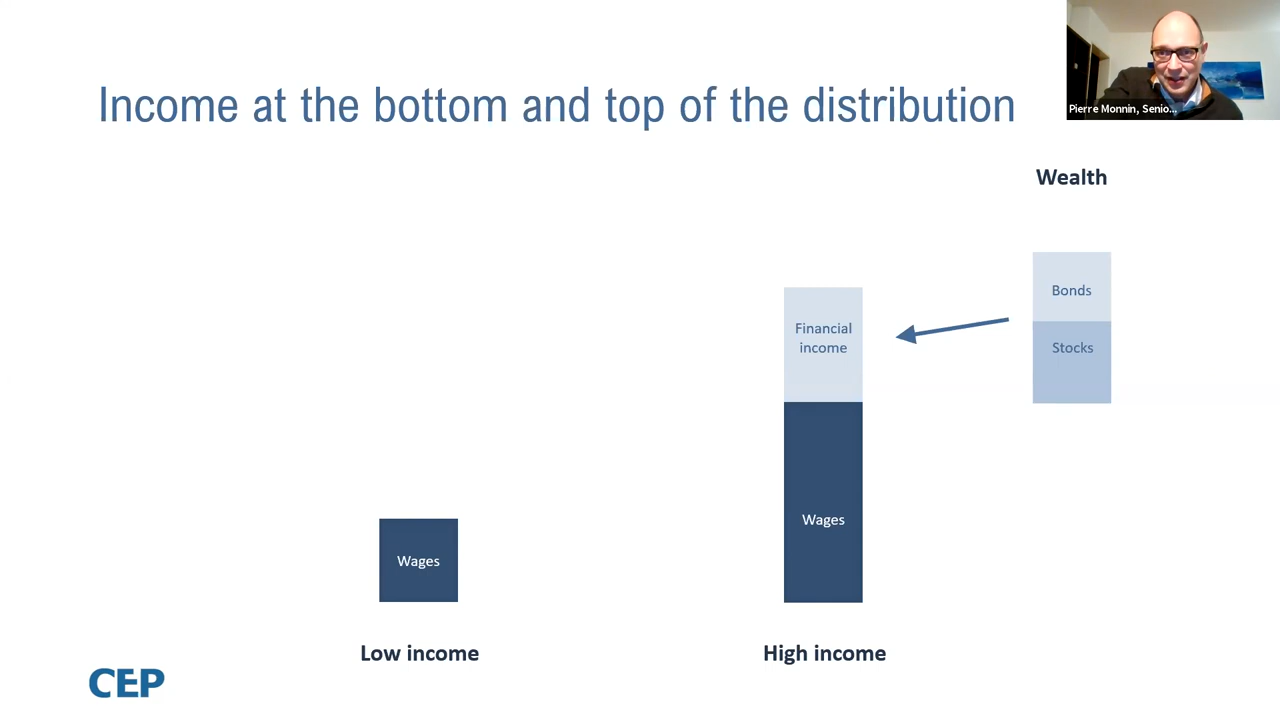 Income at the bottom and top of the distribution
Pierre Monnin, Senio...
Wealth
Bonds
Stocks
Financial
income
Wages
Wages
Low income
High income
CEP